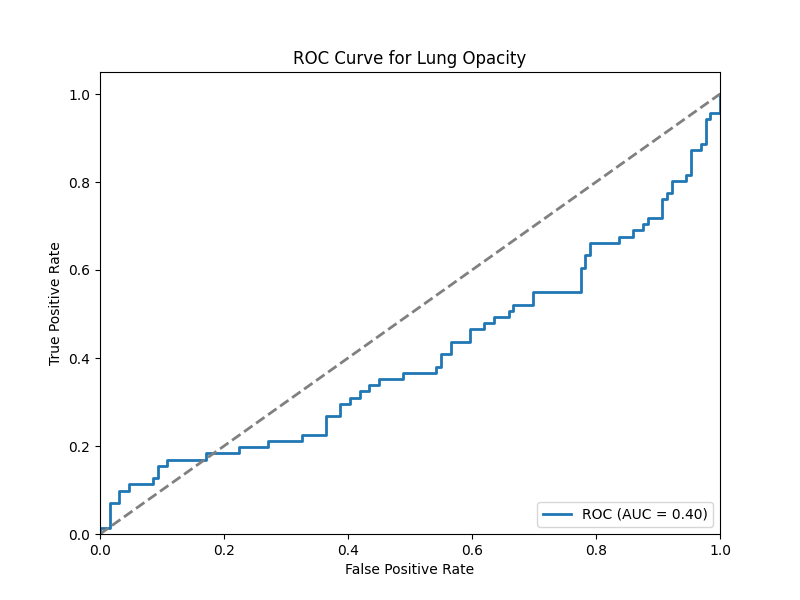 ROC Curve for Lung Opacity
True Positive Rate
1.0
0.8
0.6
0.4
0.2
0.0
ROC (AUC = 0.40)
0.0 0.2 0.4 0.6 0.8 1.0
False Positive Rate